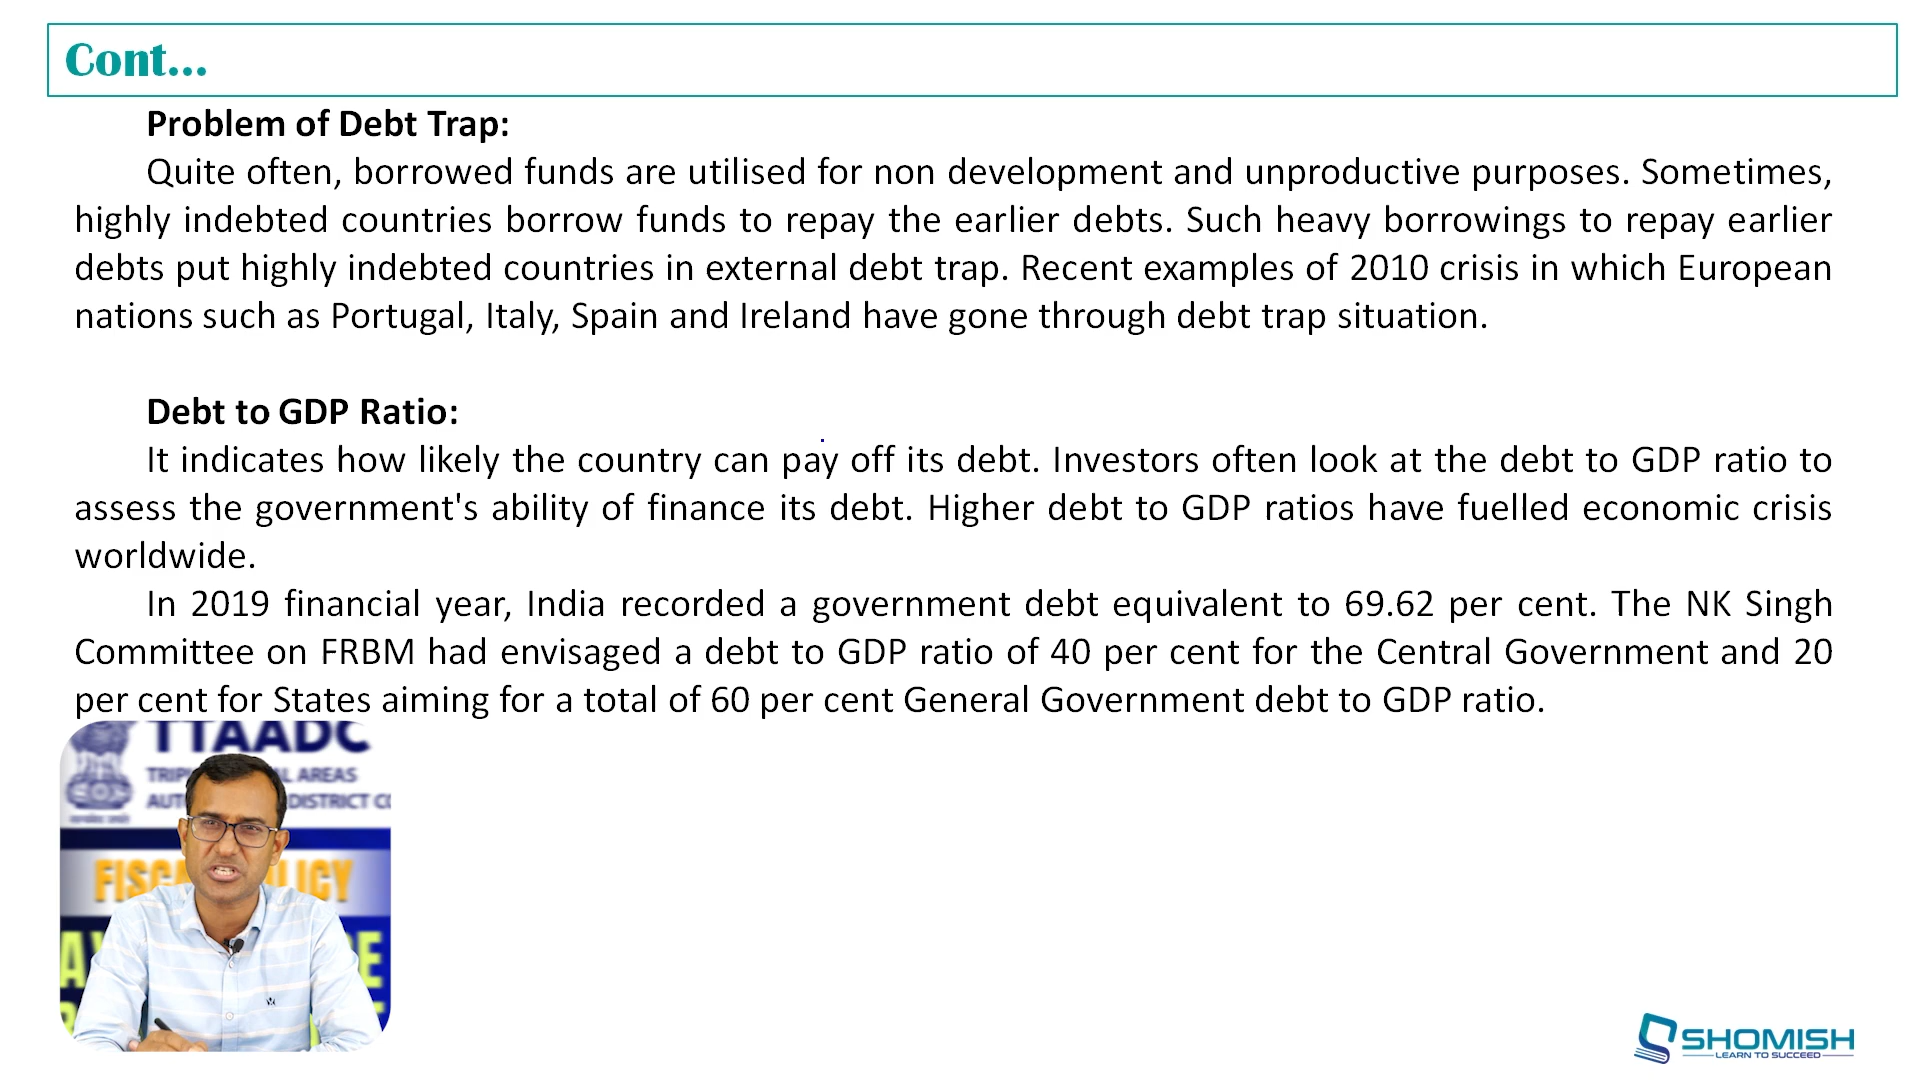 Cont...
Problem of Debt Trap:
Quite often, borrowed funds are utilised for non development and unproductive purposes. Sometimes,
highly indebted countries borrow funds to repay the earlier debts. Such heavy borrowings to repay earlier
debts put highly indebted countries in external debt trap. Recent examples of 2010 crisis in which European
nations such as Portugal, Italy, Spain and Ireland have gone through debt trap situation.
Debt to GDP Ratio:
It indicates how likely the country can pay off its debt. Investors often look at the debt to GDP ratio to
assess the government's ability of finance its debt. Higher debt to GDP ratios have fuelled economic crisis
worldwide.
In 2019 financial year, India recorded a government debt equivalent to 69.62 per cent. The NK Singh
Committee on FRBM had envisaged a debt to GDP ratio of 40 per cent for the Central Government and 20
per cent for States aiming for a total of 60 per cent General Government debt to GDP ratio.
TTAADC
AREAS
DISTRICT
SHOMISH
LEARN TO SUCCEED